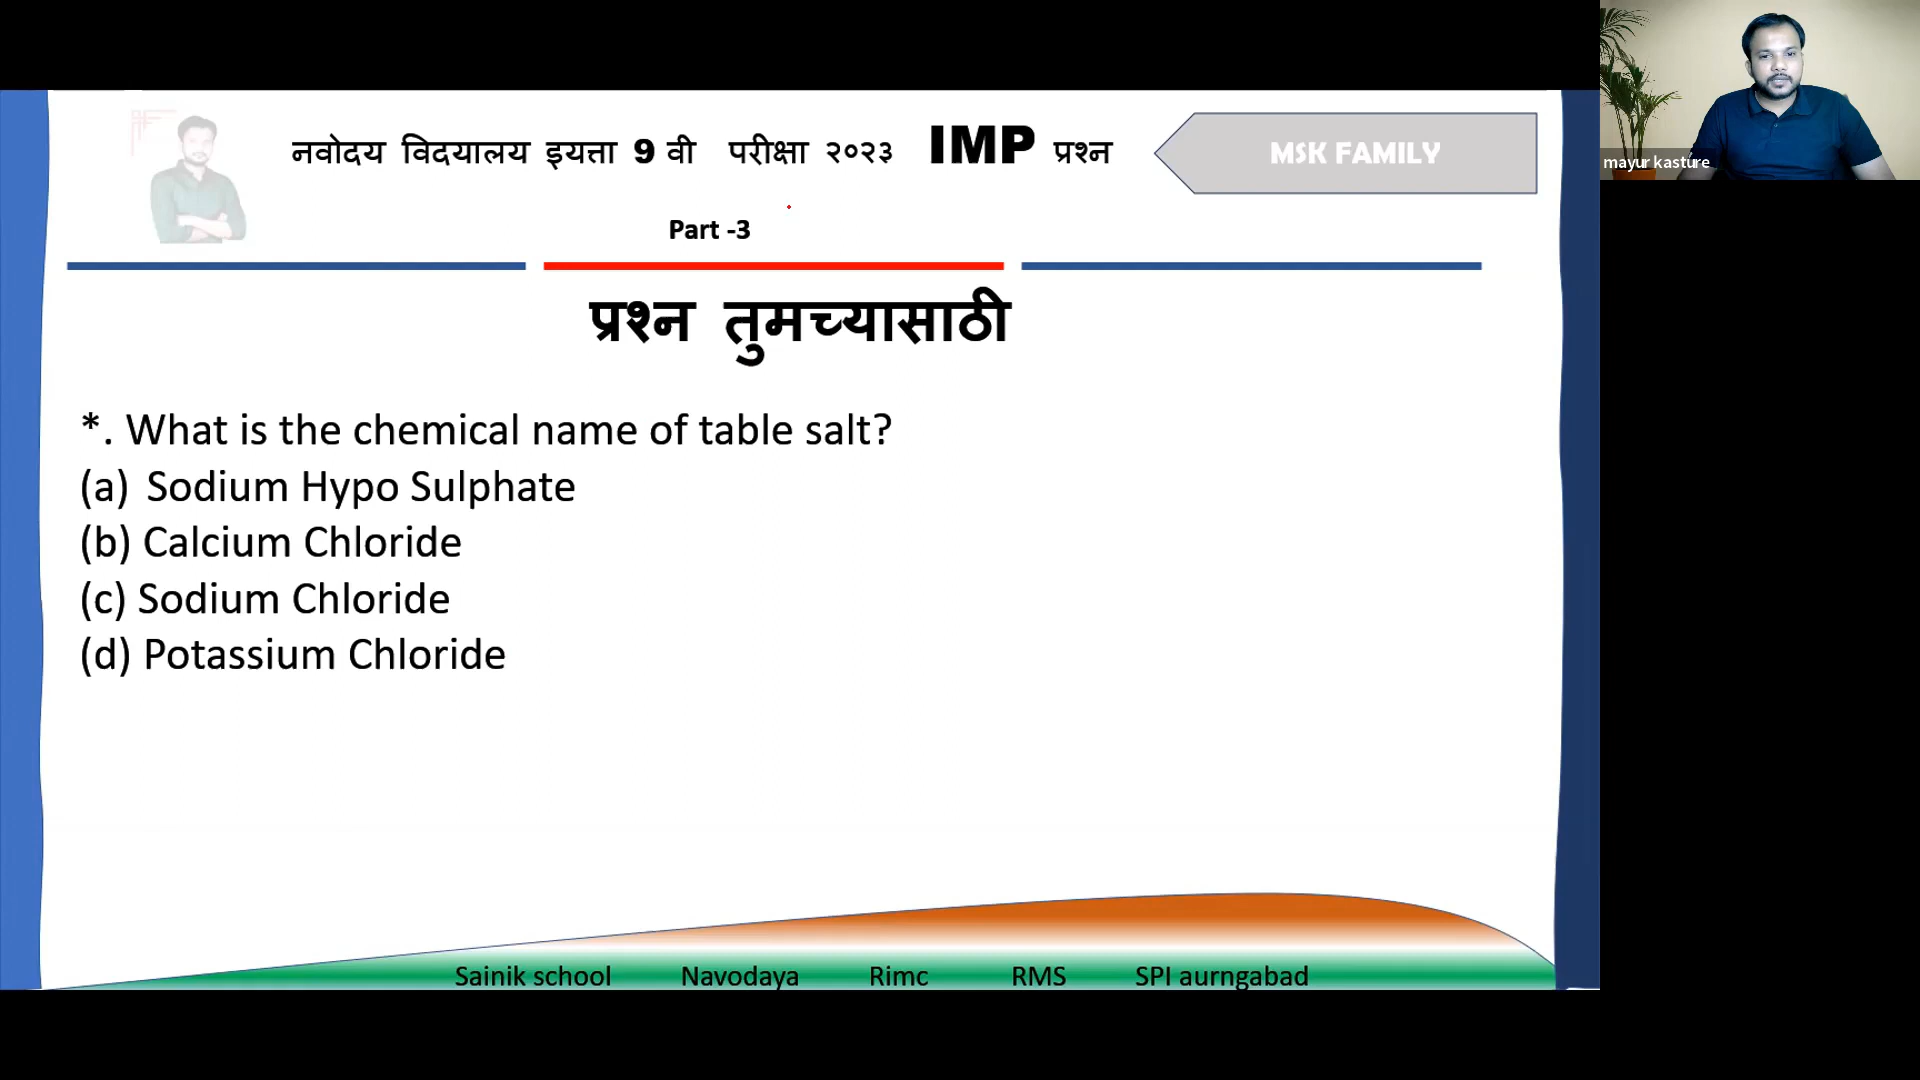 नवोदय विदयालय इयत्ता 9 वी परीक्षा २०२३ IMP प्रश्न
MSK FAMILY
mayur kasture
Part -3
प्रश्न तुमच्यासाठी
*. What is the chemical name of table salt?
(a) Sodium Hypo Sulphate
(b) Calcium Chloride
(c) Sodium Chloride
(d) Potassium Chloride
Sainik school Navodaya Rimc RMS SPI aurngabad